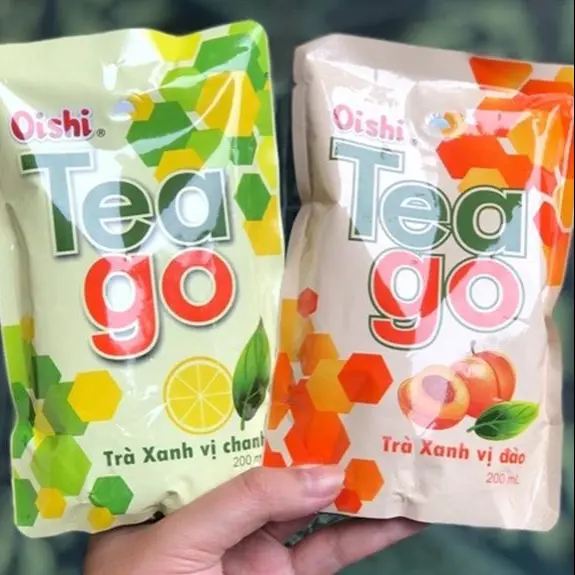 Oishi®
Tea
go
Trà Xanh vị chanh
200 ml
Oishi®
Tea
go
Trà Xanh vị đào
200 mL